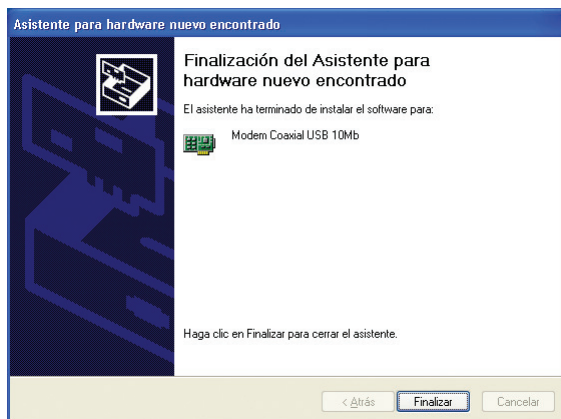 Asistente para hardware nuevo encontrado
Finalización del Asistente para
hardware nuevo encontrado
El asistente ha terminado de instalar el software para:
Modem Coaxial USB 10Mb
Haga clic en Finalizar para cerrar el asistente.
< Atrás Finalizar Cancelar